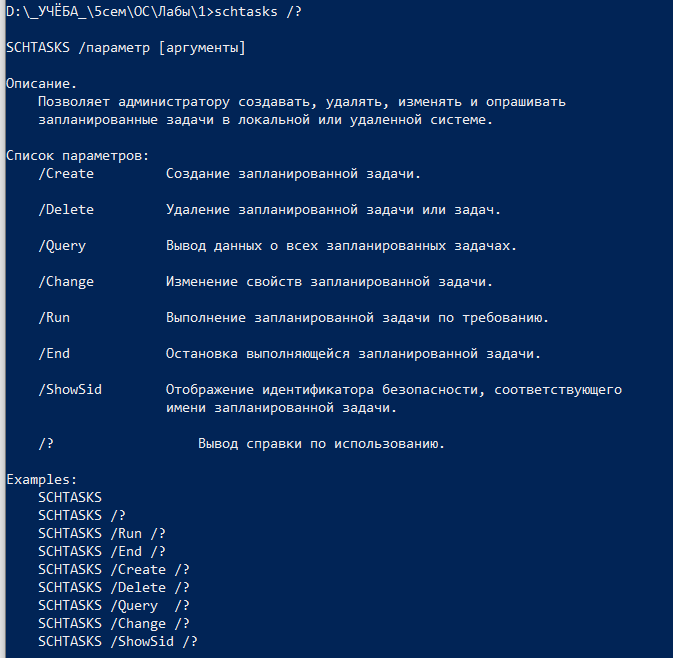 D:\_УЧЁБА_\5сем\ОС\Лабы\1>schtasks /?
SCHTASKS /параметр [аргументы]
Описание.
Позволяет администратору создавать, удалять, изменять и опрашивать
запланированные задачи в локальной или удаленной системе.
Список параметров:
/Create Создание запланированной задачи.
/Delete Удаление запланированной задачи или задач.
/Query Вывод данных о всех запланированных задачах.
/Change Изменение свойств запланированной задачи.
/Run Выполнение запланированной задачи по требованию.
/End Остановка выполняющейся запланированной задачи.
/ShowSid Отображение идентификатора безопасности, соответствующего
имени запланированной задачи.
/? Вывод справки по использованию.
Examples:
SCHTASKS
SCHTASKS /?
SCHTASKS /Run /?
SCHTASKS /End /?
SCHTASKS /Create /?
SCHTASKS /Delete /?
SCHTASKS /Query  /?
SCHTASKS /Change /?
SCHTASKS /ShowSid /?